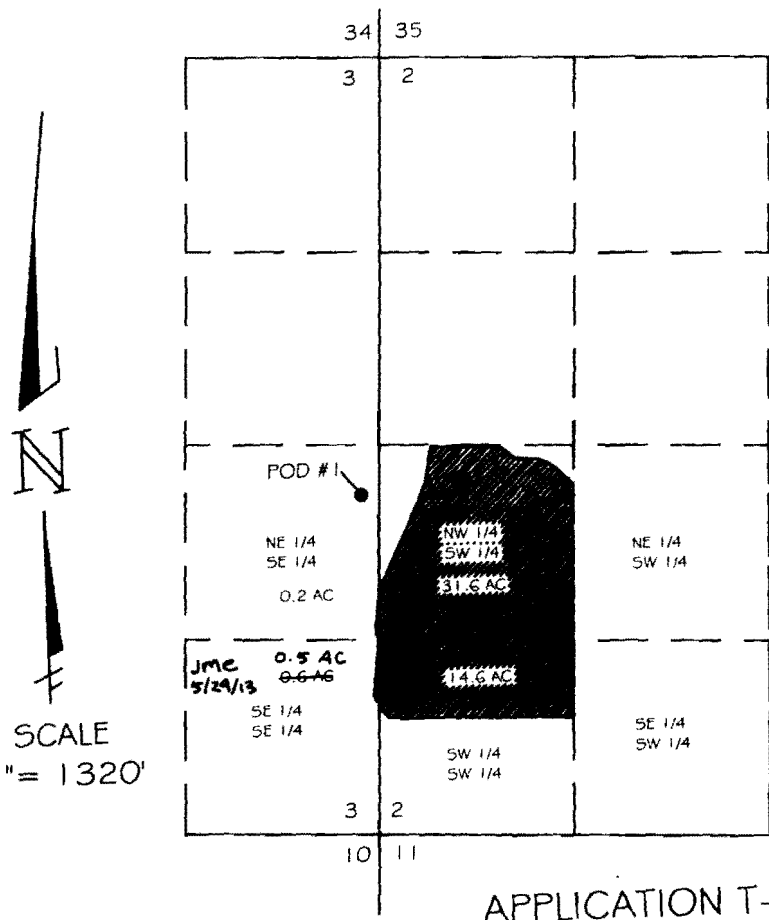 34 35
3 2
POD #1
N
NE 1/4
SE 1/4
0.2 AC
NW 1/4
SW 1/4
31.6 AC
NE 1/4
SW 1/4
jmc
5/29/13
0.5 AC
0.6 AC
SE 1/4
SE 1/4
14.6 AC
SW 1/4
SW 1/4
SE 1/4
SW 1/4
SCALE
"= 1320'
3 2
10 11
APPLICATION T-